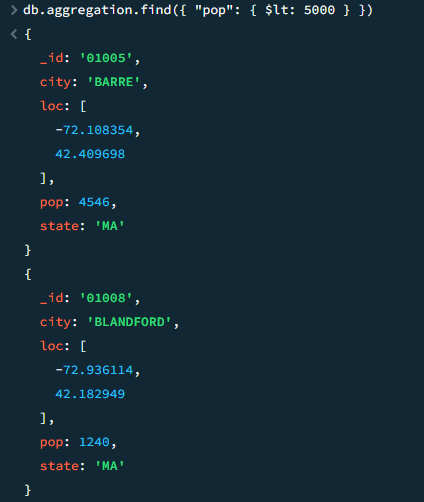 > db.aggregation.find({ "pop": { $lt: 5000 } })
< {
_id: '01005',
city: 'BARRE',
loc: [
-72.108354,
42.409698
],
pop: 4546,
state: 'MA'
}
{
_id: '01008',
city: 'BLANDFORD',
loc: [
-72.936114,
42.182949
],
pop: 1240,
state: 'MA'
}